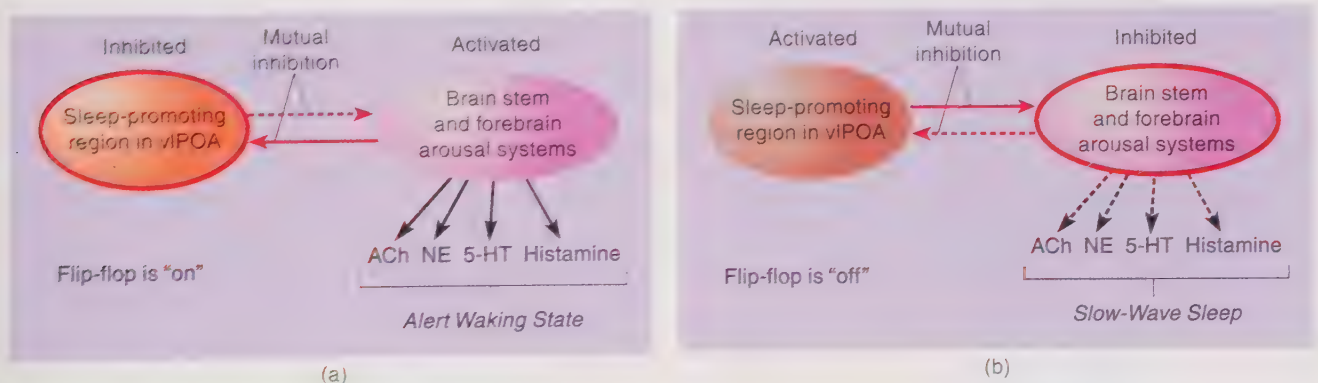 Inhibited
Mutual
inhibition
Activated
Sleep-promoting
region in vlPOA
Brain stem
and forebrain
arousal systems
ACh NE 5-HT Histamine
Flip-flop is "on"
Alert Waking State
(a)
Activated
Mutual
inhibition
Inhibited
Sleep-promoting
region in vlPOA
Brain stem
and forebrain
arousal systems
ACh NE 5-HT Histamine
Flip-flop is "off"
Slow-Wave Sleep
(b)